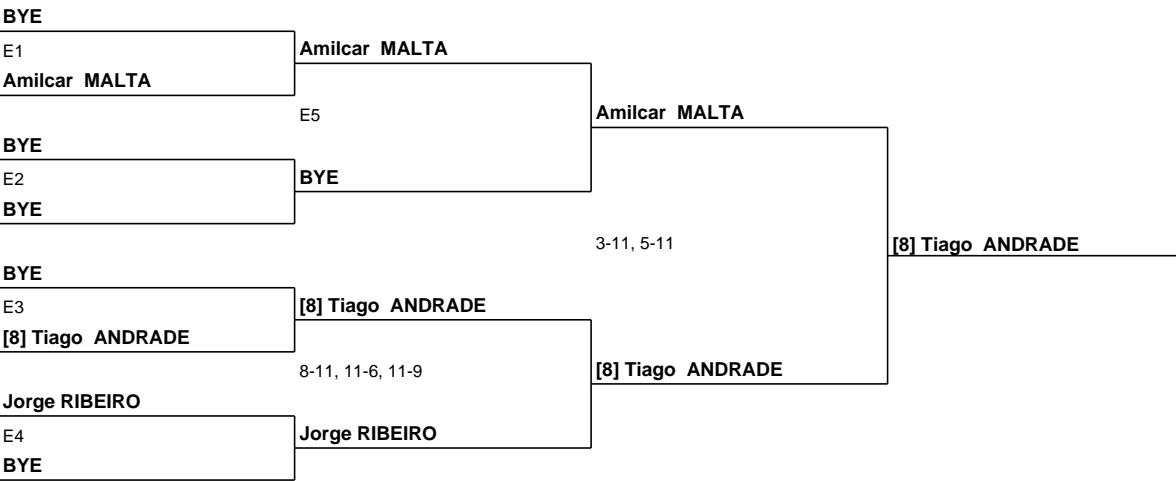 BYE
E1
Amilcar MALTA
Amilcar MALTA
E5
Amilcar MALTA
BYE
E2
BYE
BYE
3-11, 5-11
[8] Tiago ANDRADE
BYE
E3
[8] Tiago ANDRADE
[8] Tiago ANDRADE
8-11, 11-6, 11-9
[8] Tiago ANDRADE
Jorge RIBEIRO
E4
Jorge RIBEIRO
BYE